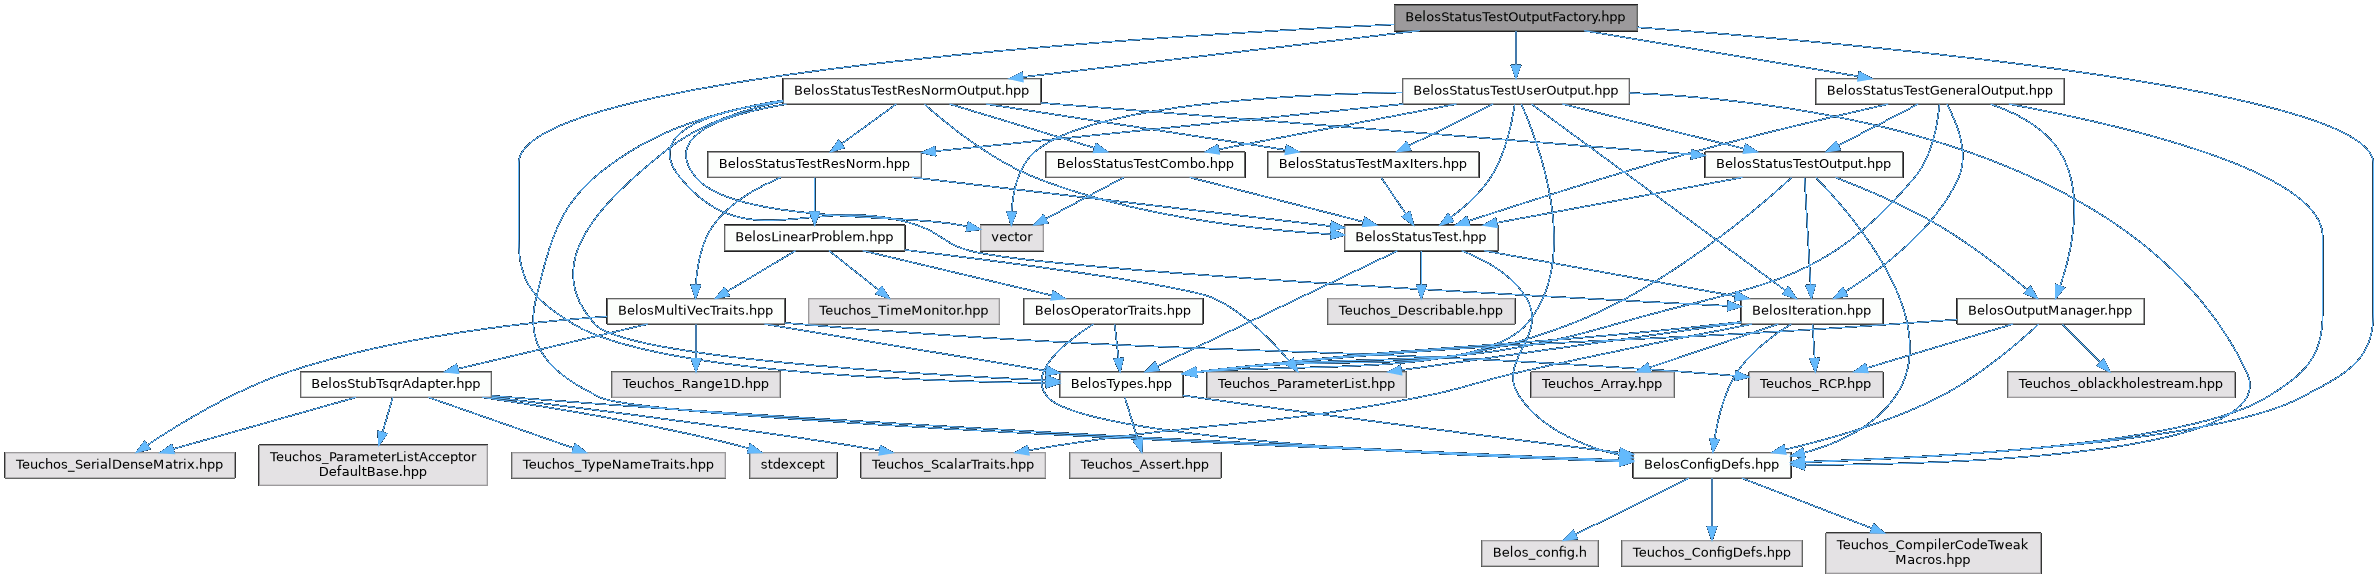 BelosStatusTestOutputFactory.hpp
BelosStatusTestResNormOutput.hpp
BelosStatusTestUserOutput.hpp
BelosStatusTestGeneralOutput.hpp
BelosStatusTestResNorm.hpp
BelosStatusTestCombo.hpp
BelosStatusTestMaxIters.hpp
BelosStatusTestOutput.hpp
BelosLinearProblem.hpp
vector
BelosStatusTest.hpp
BelosMultiVecTraits.hpp
Teuchos_TimeMonitor.hpp
BelosOperatorTraits.hpp
Teuchos_Describable.hpp
BelosIteration.hpp
BelosOutputManager.hpp
BelosStubTsqrAdapter.hpp
Teuchos_Range1D.hpp
BelosTypes.hpp
Teuchos_ParameterList.hpp
Teuchos_Array.hpp
Teuchos_RCP.hpp
Teuchos_oblackholestream.hpp
Teuchos_SerialDenseMatrix.hpp
Teuchos_ParameterListAcceptor
DefaultBase.hpp
Teuchos_TypeNameTraits.hpp
stdexcept
Teuchos_ScalarTraits.hpp
Teuchos_Assert.hpp
BelosConfigDefs.hpp
Belos_config.h
Teuchos_ConfigDefs.hpp
Teuchos_CompilerCodeTweak
Macros.hpp